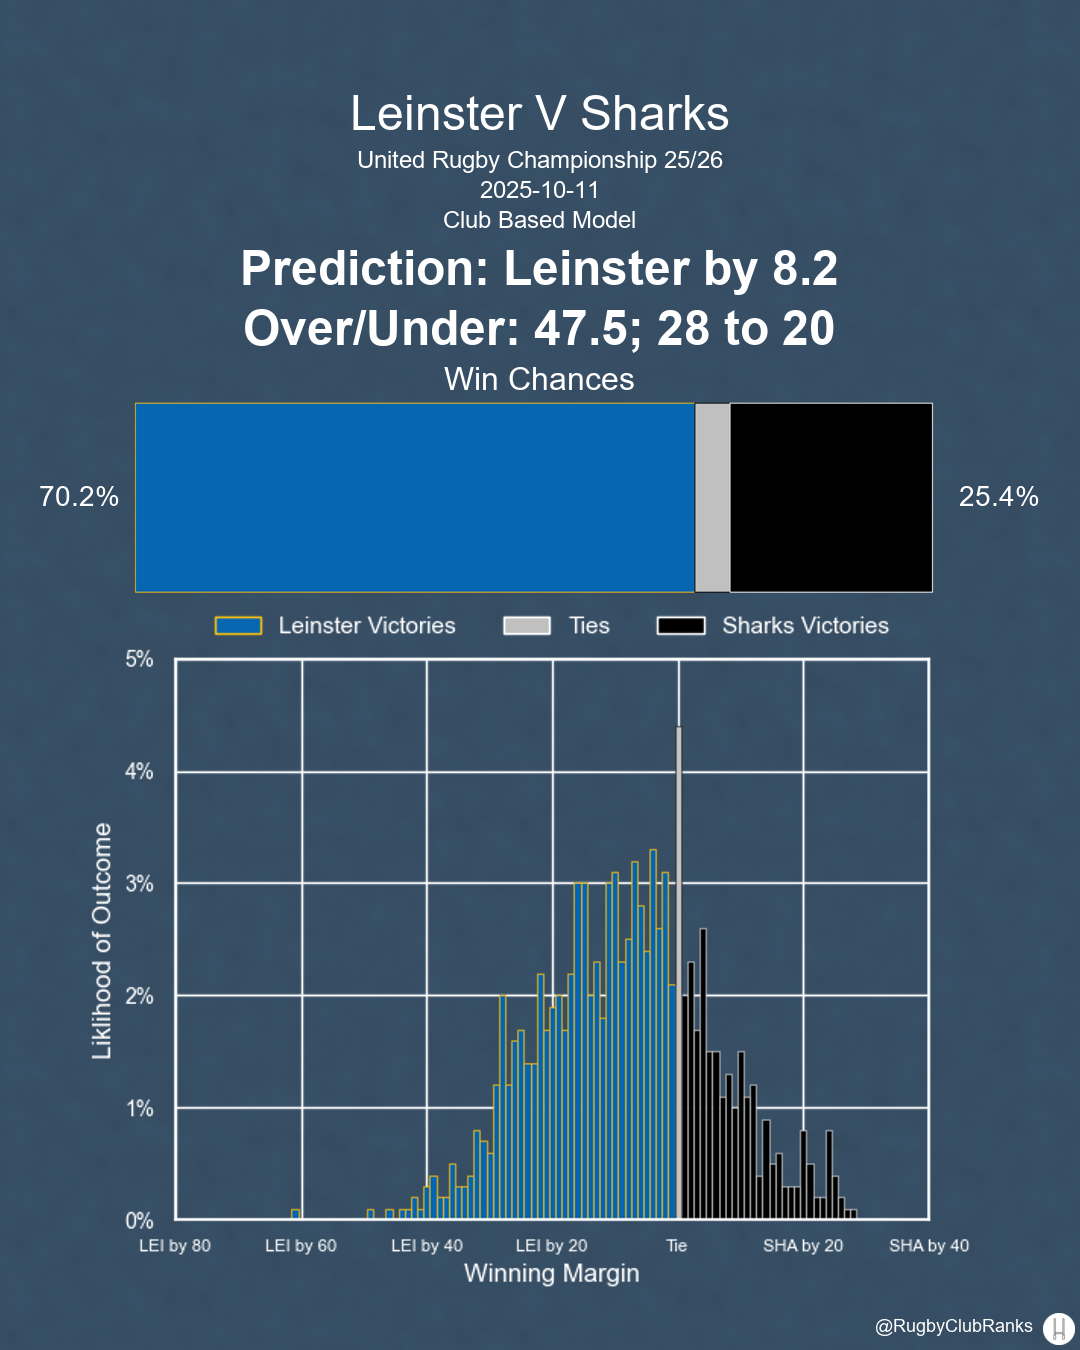 Leinster V Sharks
United Rugby Championship 25/26
2025-10-11
Club Based Model
Prediction: Leinster by 8.2
Over/Under: 47.5; 28 to 20
Win Chances
70.2%
25.4%
Leinster Victories
Ties
Sharks Victories
5%
4%
3%
2%
1%
0%
Liklihood of Outcome
LEI by 80
LEI by 60
LEI by 40
LEI by 20
Tie
SHA by 20
SHA by 40
Winning Margin
@RugbyClubRanks